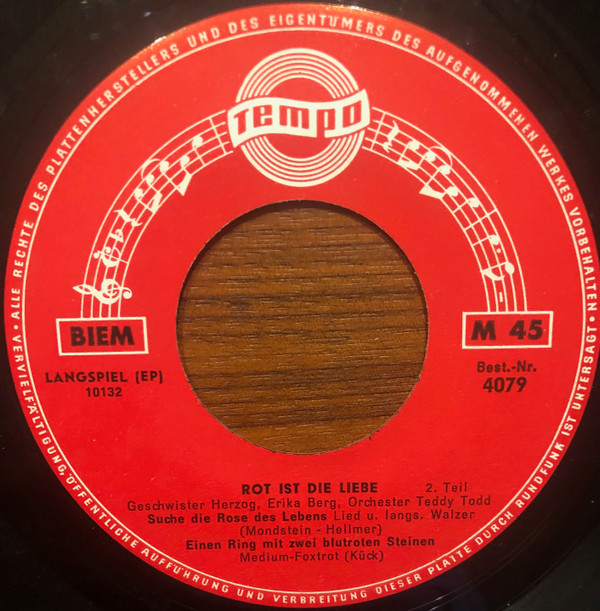 ALLE RECHTE DES PLATTENHERSTELLERS UND DES EIGENTÜMERS DES AUFGENOMMENEN WERKES VORBEHALTEN •
VERVIELFÄLTIGUNG, ÖFFENTLICHE AUFFÜHRUNG UND VERBREITUNG DIESER PLATTE DURCH RUNDFUNK IST UNTERSAGT •
TEMPO
BIEM
M 45
LANGSPIEL (EP)
10132
Best.-Nr.
4079
ROT IST DIE LIEBE 2. Teil
Geschwister Herzog, Erika Berg, Orchester Teddy Todd
Suche die Rose des Lebens Lied u. langs. Walzer
(Mondstein - Hellmer)
Einen Ring mit zwei blutroten Steinen
Medium-Foxtrot (Kück)